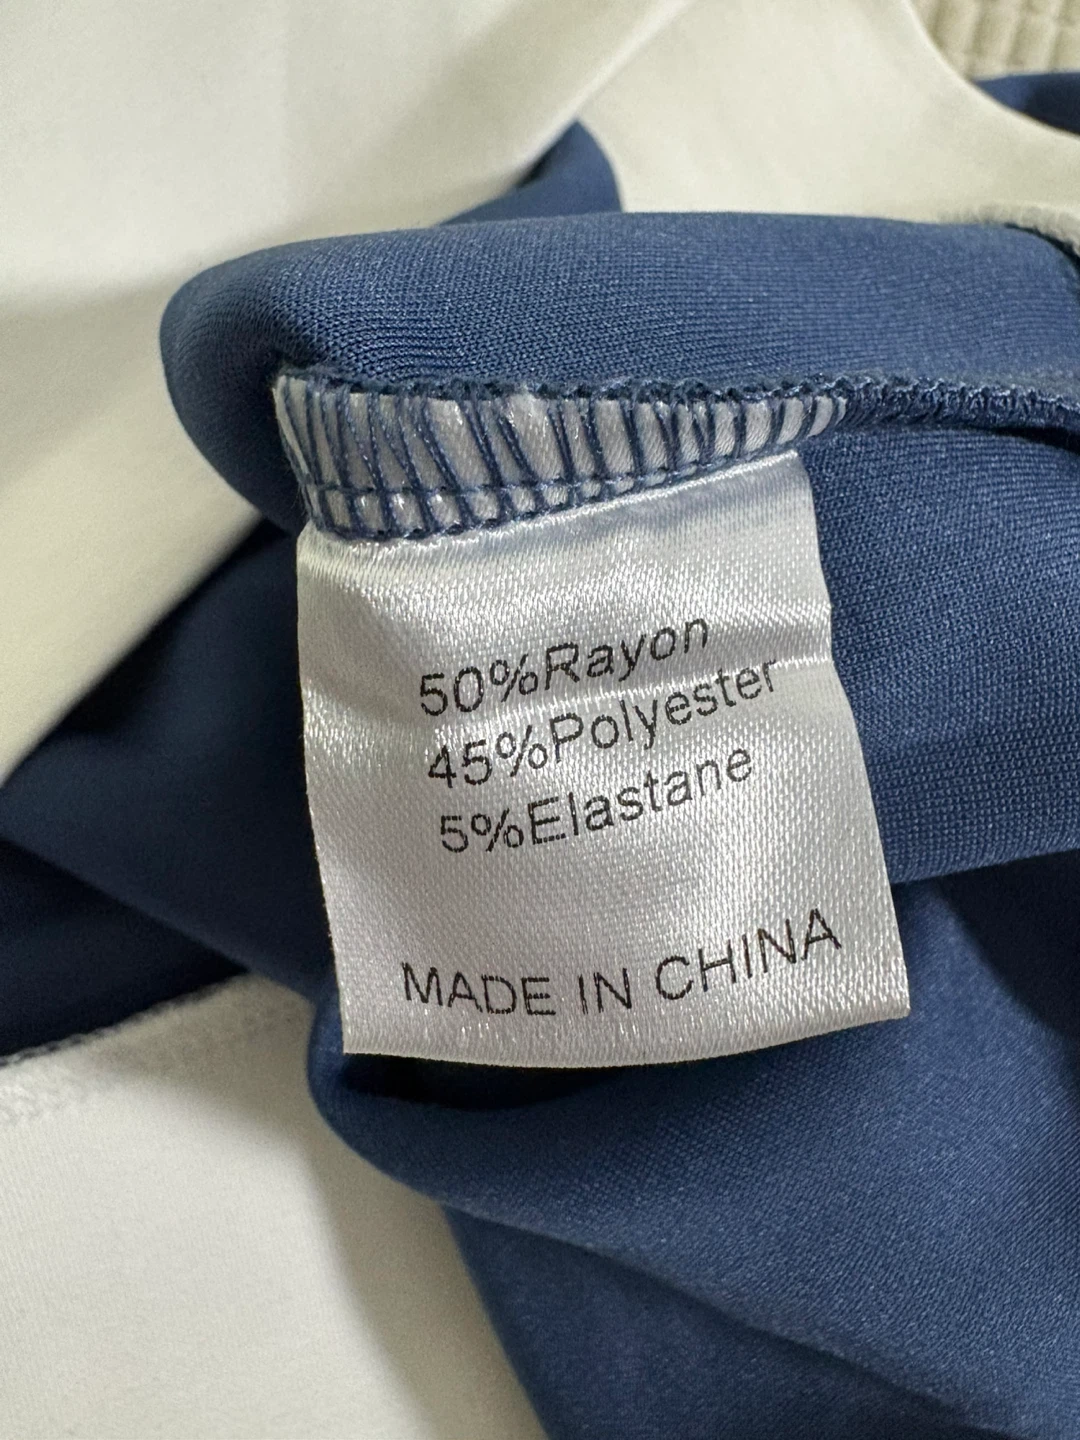 50%Rayon
45%Polyester
5%Elastane
MADE IN CHINA